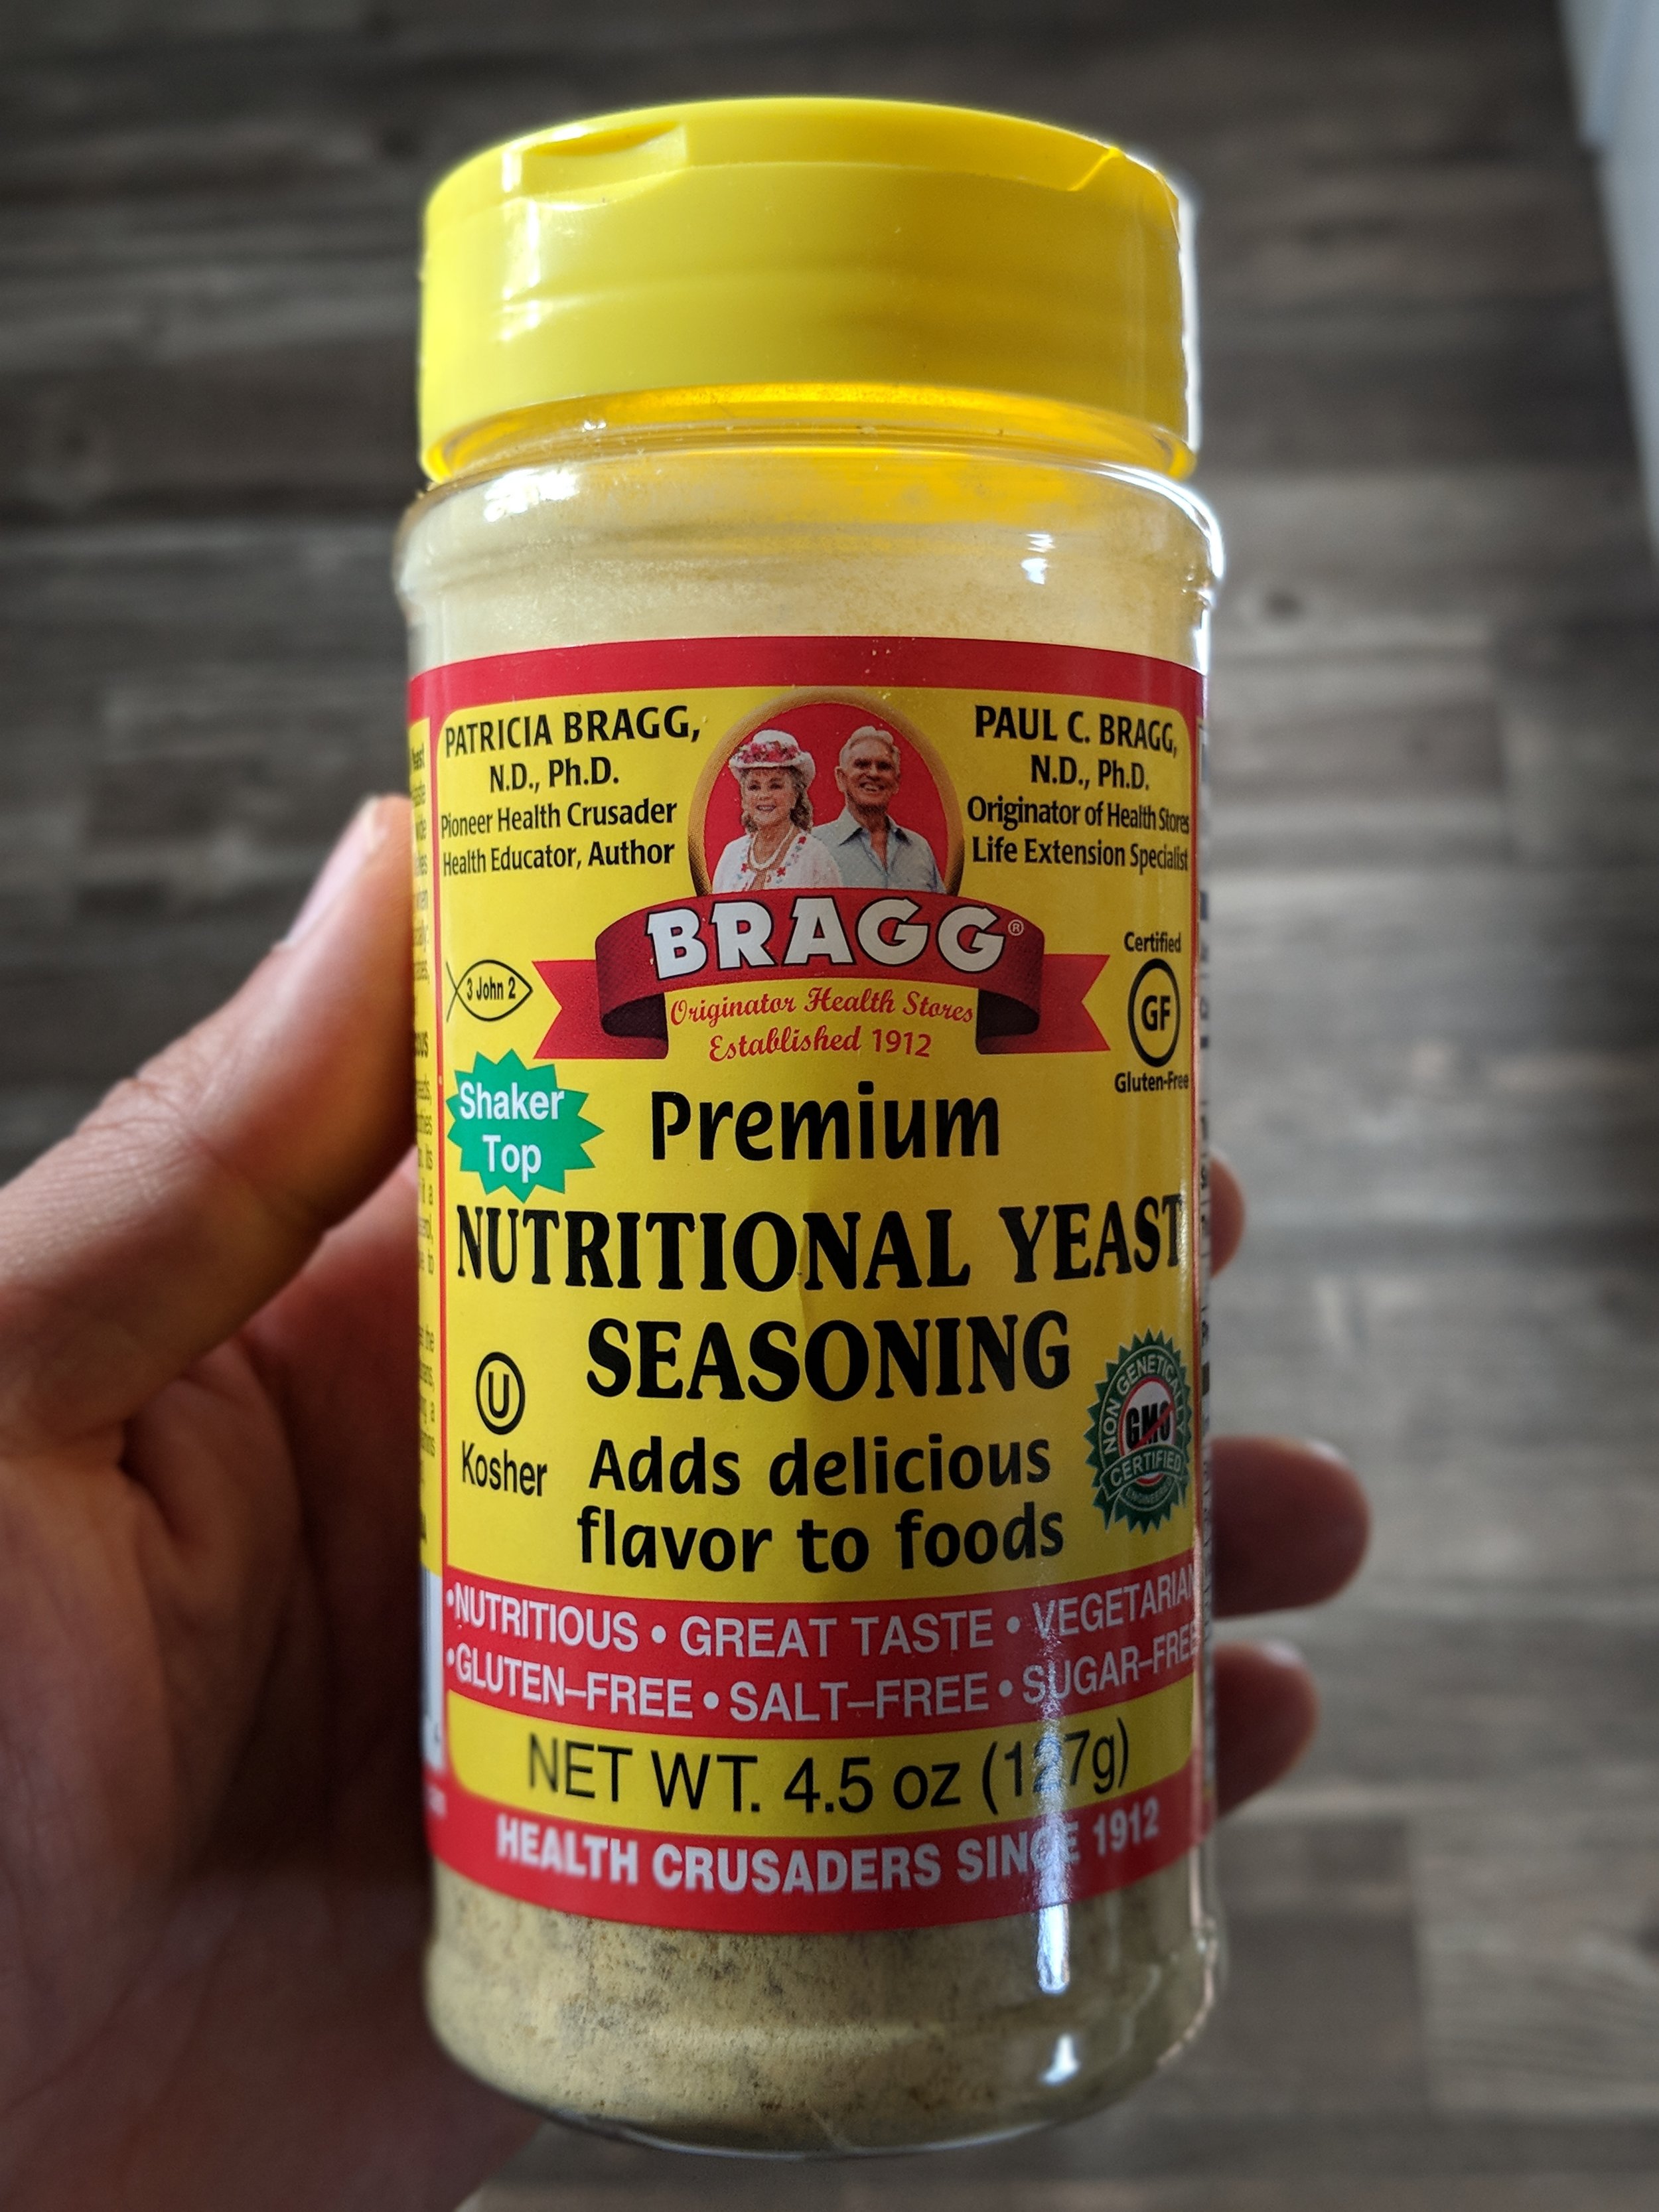 PATRICIA BRAGG,
N.D., Ph.D.
Pioneer Health Crusader
Health Educator, Author
PAUL C. BRAGG,
N.D., Ph.D.
Originator of Health Stores
Life Extension Specialist
BRAGG®
Originator Health Stores
Established 1912
3 John 2
Certified
GF
Gluten-Free
Shaker
Top
Premium
NUTRITIONAL YEAST
SEASONING
U
Kosher
Adds delicious
flavor to foods
NON GENETICALLY
GMO
CERTIFIED
ENGINEERED
•NUTRITIOUS • GREAT TASTE • VEGETARIAN
•GLUTEN–FREE • SALT–FREE • SUGAR–FREE
NET WT. 4.5 oz (127g)
HEALTH CRUSADERS SINCE 1912